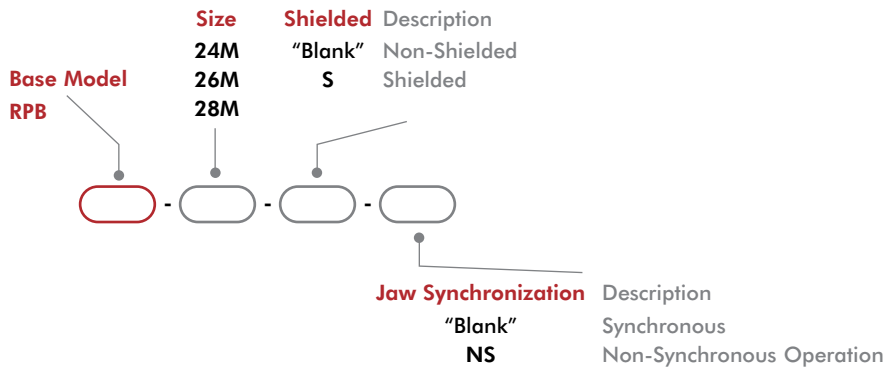 Size Shielded Description
24M "Blank" Non-Shielded
Base Model 26M S Shielded
RPB 28M
- - -
Jaw Synchronization Description
"Blank" Synchronous
NS Non-Synchronous Operation